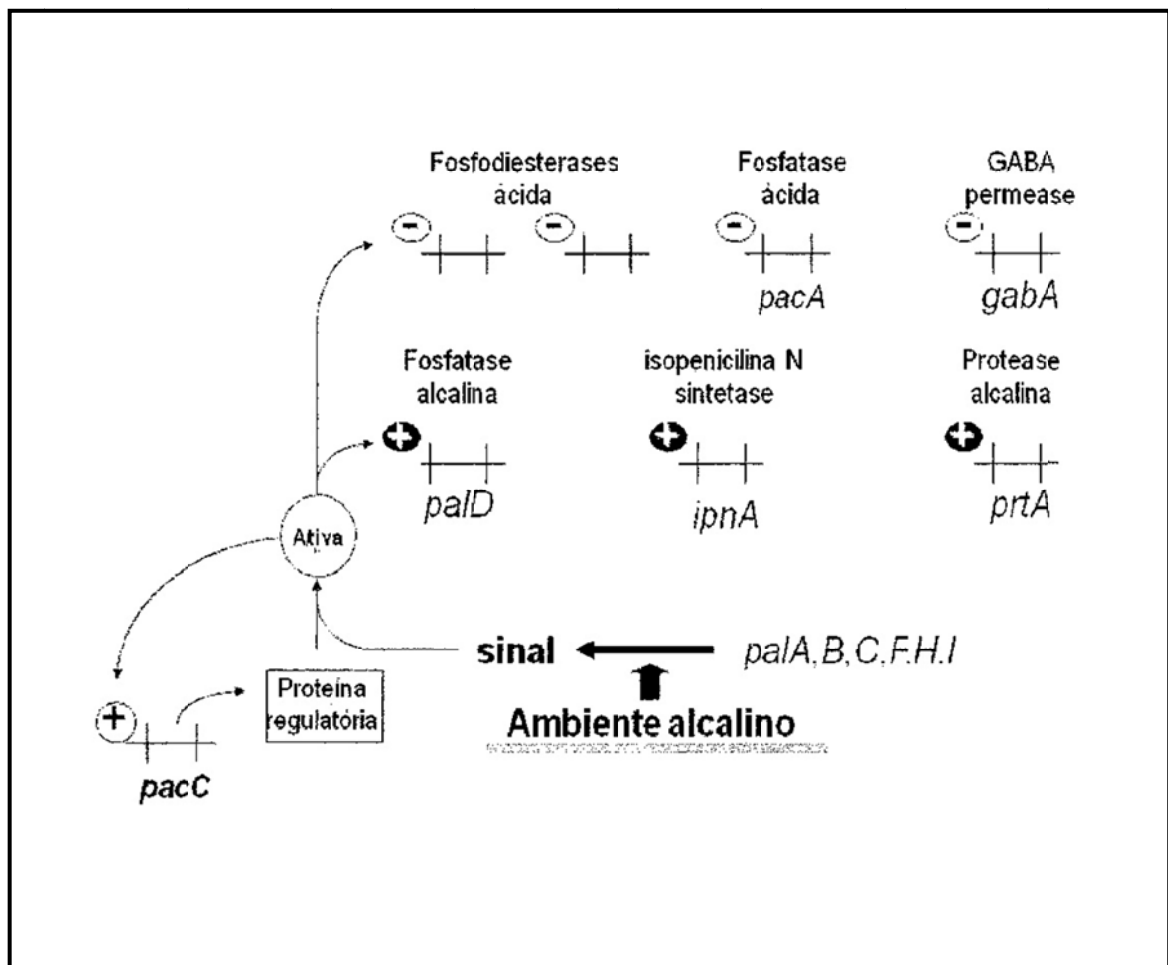 Fosfodiesterases
ácida
Fosfatase
ácida
GABA
permease
-
-
-
-
pacA
gabA
Fosfatase
alcalina
isopenicilina N
sintetase
Protease
alcalina
+
+
+
palD
ipnA
prtA
Ativa
sinal
palA,B,C,F.H.I
Proteína
regulatória
Ambiente alcalino
+
pacC